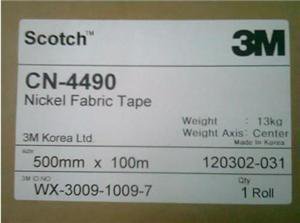 Scotch™ 3M
CN-4490
Nickel Fabric Tape
Weight : 13kg
Weight Axis: Center
3M Korea Ltd. Made In Korea
size
500mm x 100m 120302-031
3M ID NO Qty
WX-3009-1009-7 1 Roll